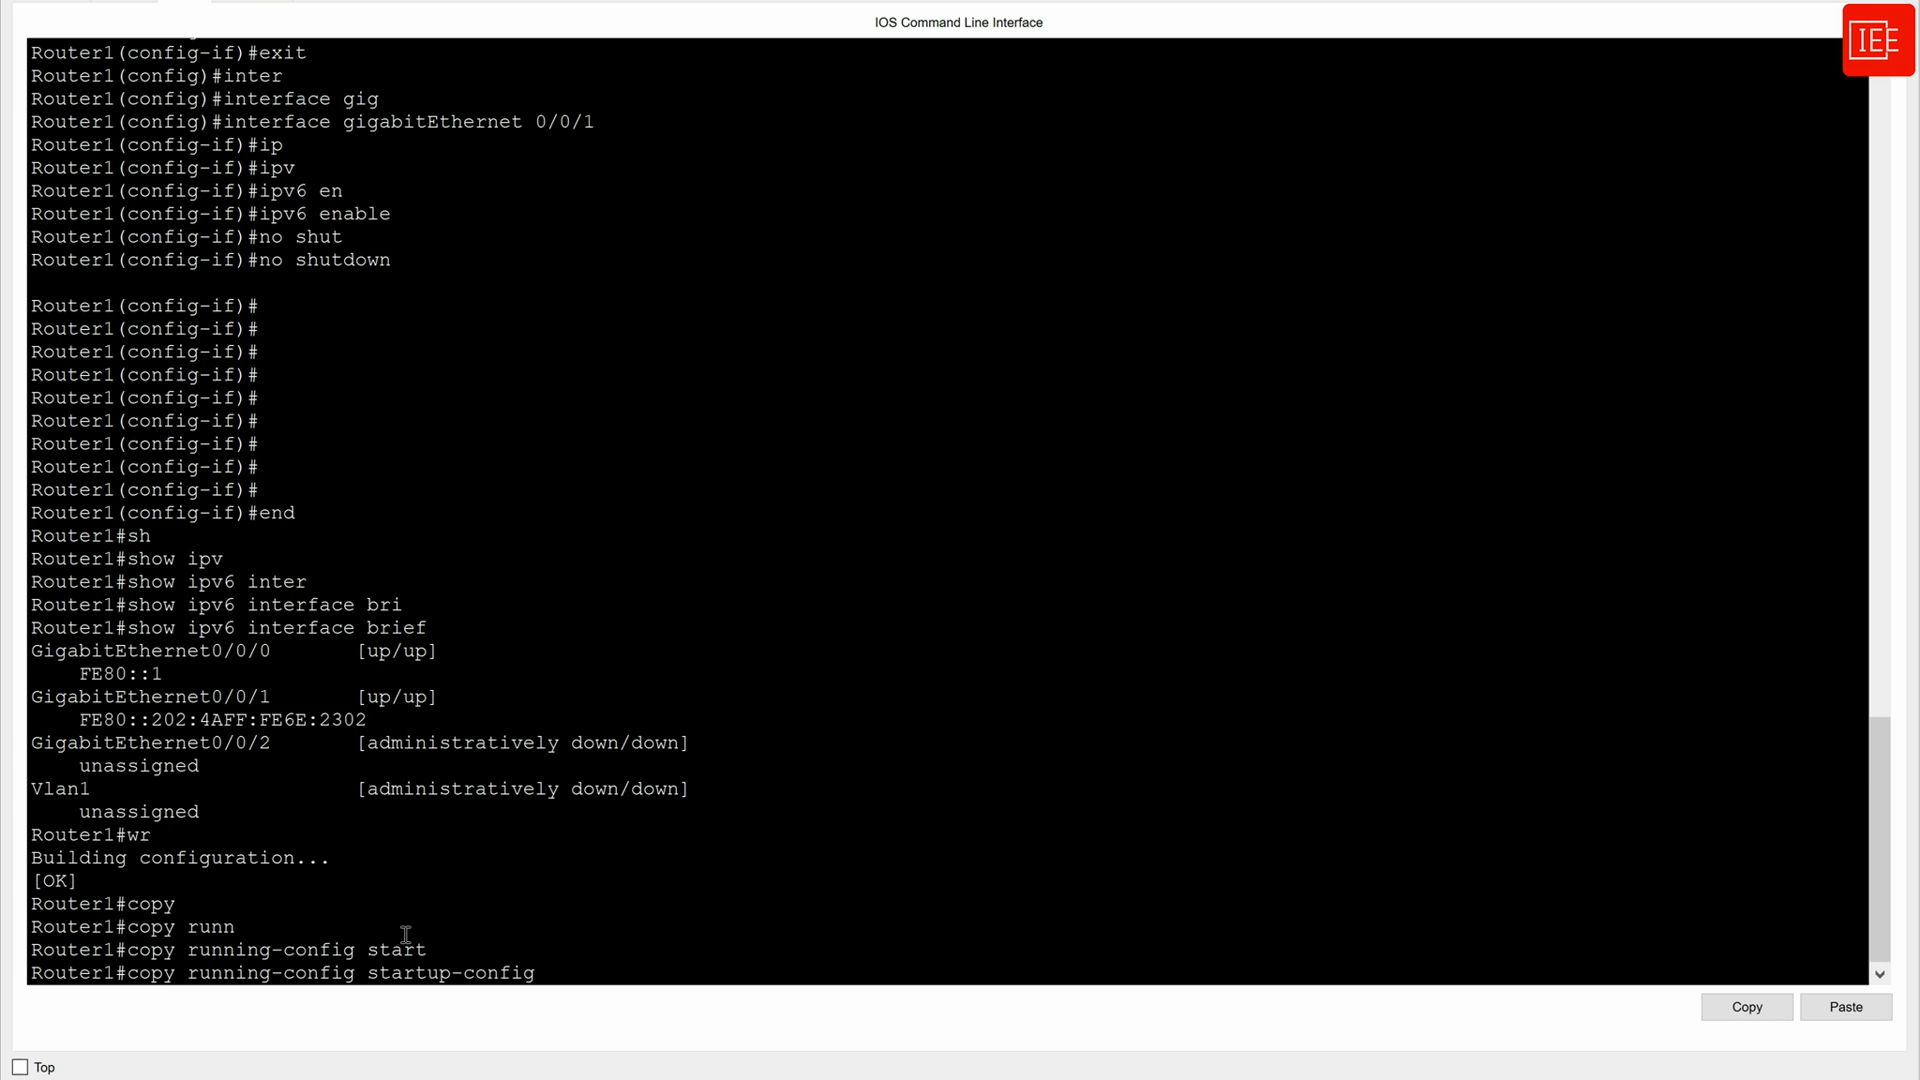 IOS Command Line Interface
IEE
Router1(config-if)#exit
Router1(config)#inter
Router1(config)#interface gig
Router1(config)#interface gigabitEthernet 0/0/1
Router1(config-if)#ip
Router1(config-if)#ipv
Router1(config-if)#ipv6 en
Router1(config-if)#ipv6 enable
Router1(config-if)#no shut
Router1(config-if)#no shutdown
Router1(config-if)#
Router1(config-if)#
Router1(config-if)#
Router1(config-if)#
Router1(config-if)#
Router1(config-if)#
Router1(config-if)#
Router1(config-if)#
Router1(config-if)#
Router1(config-if)#end
Router1#sh
Router1#show ipv
Router1#show ipv6 inter
Router1#show ipv6 interface bri
Router1#show ipv6 interface brief
GigabitEthernet0/0/0 [up/up]
FE80::1
GigabitEthernet0/0/1 [up/up]
FE80::202:4AFF:FE6E:2302
GigabitEthernet0/0/2 [administratively down/down]
unassigned
Vlan1 [administratively down/down]
unassigned
Router1#wr
Building configuration...
[OK]
Router1#copy
Router1#copy runn
Router1#copy running-config start
Router1#copy running-config startup-config
Copy Paste
Top